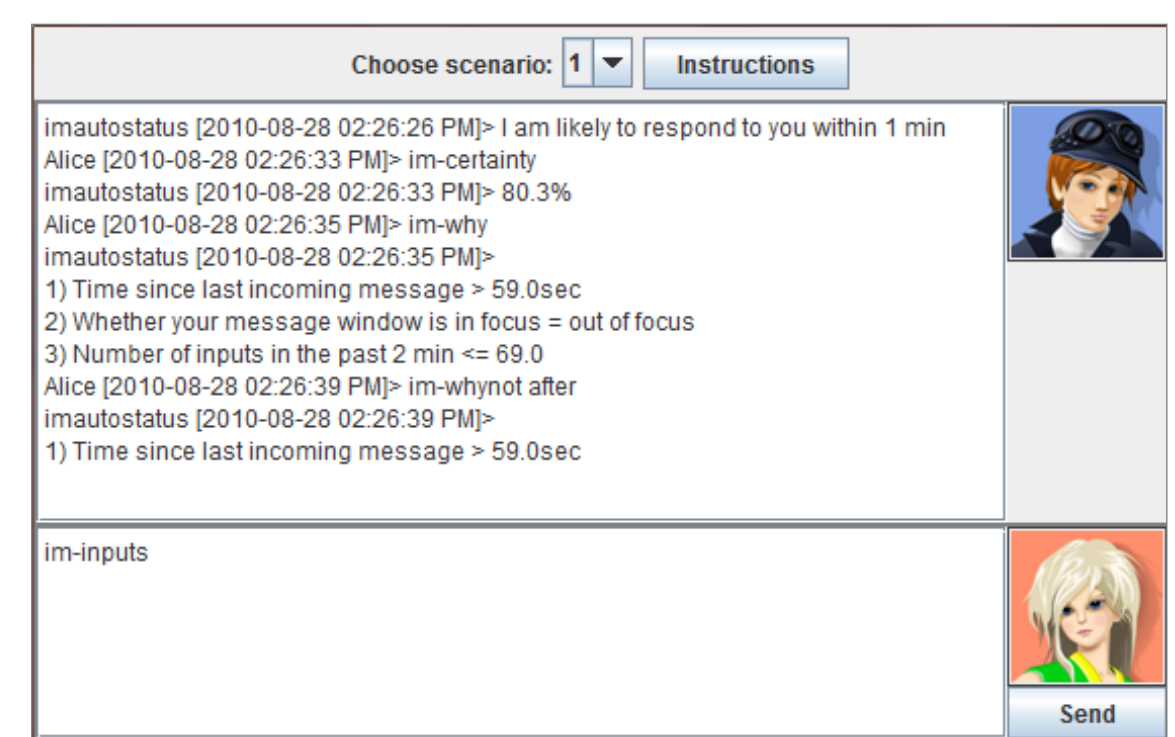 Choose scenario: 1 Instructions
imautostatus [2010-08-28 02:26:26 PM]> I am likely to respond to you within 1 min
Alice [2010-08-28 02:26:33 PM]> im-certainty
imautostatus [2010-08-28 02:26:33 PM]> 80.3%
Alice [2010-08-28 02:26:35 PM]> im-why
imautostatus [2010-08-28 02:26:35 PM]>
1) Time since last incoming message > 59.0sec
2) Whether your message window is in focus = out of focus
3) Number of inputs in the past 2 min <= 69.0
Alice [2010-08-28 02:26:39 PM]> im-whynot after
imautostatus [2010-08-28 02:26:39 PM]>
1) Time since last incoming message > 59.0sec
im-inputs
Send